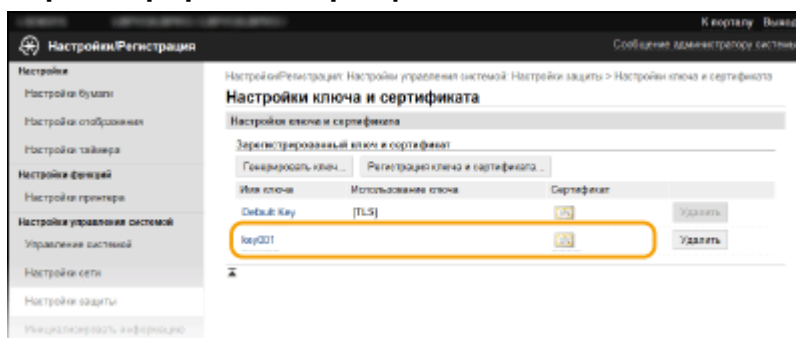 К порталу Выход
Настройки/Регистрация
Сообщение администратору системы
Настройки
Настройки бумаги
Настройки отображения
Настройки таймера
Настройки функций
Настройки принтера
Настройки управления системой
Управление системой
Настройки сети
Настройки защиты
Инициализировать информацию
Настройки/Регистрация: Настройки управления системой: Настройки защиты > Настройки ключа и сертификата
Настройки ключа и сертификата
Настройки ключа и сертификата
Зарегистрированный ключ и сертификат
Генерировать ключ... Регистрация ключа и сертификата...
Имя ключа Использование ключа Сертификат
Default Key [TLS] Удалить
key001 Удалить